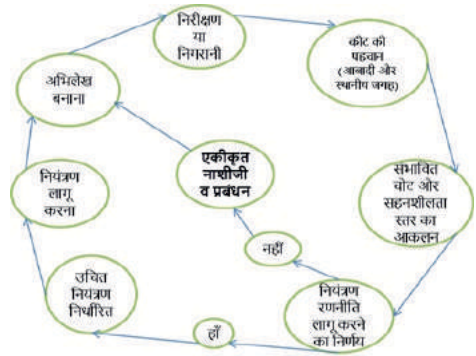 निरीक्षण
या
निगरानी
कीट की
पहचान
(आबादी और
स्थानीय जगह)
संभावित
चोट और
सहनशीलता
स्तर का
आकलन
नियंत्रण
रणनीति
लागू करने
का निर्णय
नहीं
हाँ
उचित
नियंत्रण
निर्धारित
नियंत्रण
लागू
करना
अभिलेख
बनाना
एकीकृत
नाशीजी
व प्रबंधन